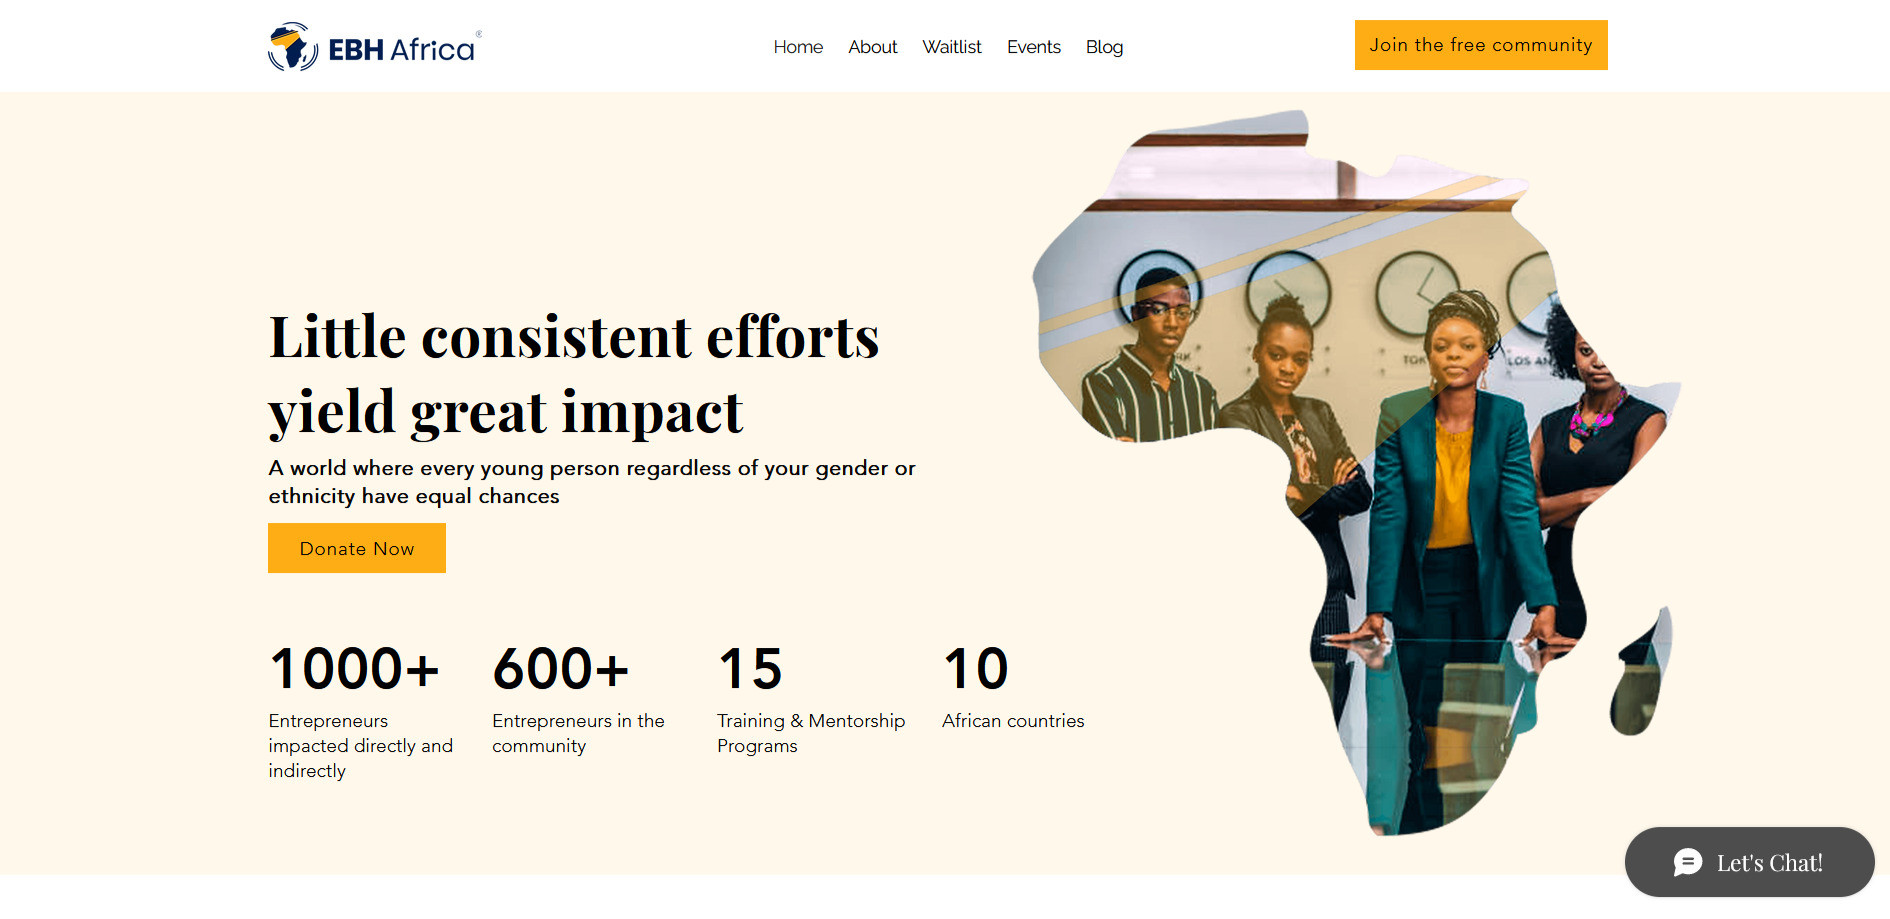 EBH Africa
Home
About
Waitlist
Events
Blog
Join the free community
Little consistent efforts
yield great impact
A world where every young person regardless of your gender or
ethnicity have equal chances
Donate Now
1000+
Entrepreneurs
impacted directly and
indirectly
600+
Entrepreneurs in the
community
15
Training & Mentorship
Programs
10
African countries
RK
TOK
LOS AN
Let's Chat!